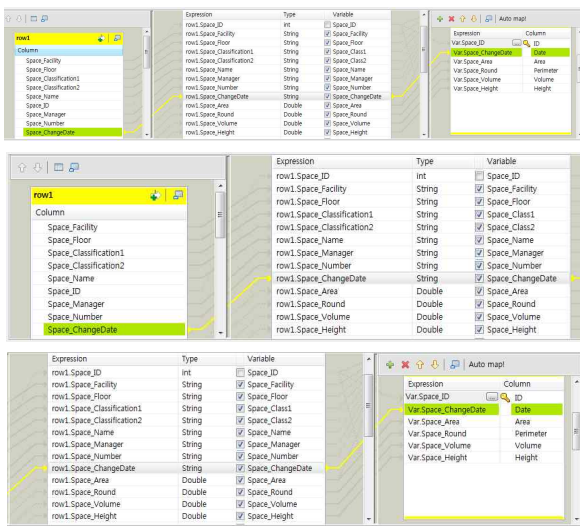 row1
Column
Space_Facility
Space_Floor
Space_Classification1
Space_Classification2
Space_Name
Space_ID
Space_Manager
Space_Number
Space_ChangeDate
Expression Type Variable
row1.Space_ID int Space_ID
row1.Space_Facility String Space_Facility
row1.Space_Floor String Space_Floor
row1.Space_Classification1 String Space_Class1
row1.Space_Classification2 String Space_Class2
row1.Space_Name String Space_Name
row1.Space_Manager String Space_Manager
row1.Space_Number String Space_Number
row1.Space_ChangeDate String Space_ChangeDate
row1.Space_Area Double Space_Area
row1.Space_Round Double Space_Round
row1.Space_Volume Double Space_Volume
row1.Space_Height Double Space_Height
Auto map!
Expression Column
Var.Space_ID ... ID
Var.Space_ChangeDate Date
Var.Space_Area Area
Var.Space_Round Perimeter
Var.Space_Volume Volume
Var.Space_Height Height
row1
Column
Space_Facility
Space_Floor
Space_Classification1
Space_Classification2
Space_Name
Space_ID
Space_Manager
Space_Number
Space_ChangeDate
Expression Type Variable
row1.Space_ID int Space_ID
row1.Space_Facility String Space_Facility
row1.Space_Floor String Space_Floor
row1.Space_Classification1 String Space_Class1
row1.Space_Classification2 String Space_Class2
row1.Space_Name String Space_Name
row1.Space_Manager String Space_Manager
row1.Space_Number String Space_Number
row1.Space_ChangeDate String Space_ChangeDate
row1.Space_Area Double Space_Area
row1.Space_Round Double Space_Round
row1.Space_Volume Double Space_Volume
row1.Space_Height Double Space_Height
Expression Type Variable
row1.Space_ID int Space_ID
row1.Space_Facility String Space_Facility
row1.Space_Floor String Space_Floor
row1.Space_Classification1 String Space_Class1
row1.Space_Classification2 String Space_Class2
row1.Space_Name String Space_Name
row1.Space_Manager String Space_Manager
row1.Space_Number String Space_Number
row1.Space_ChangeDate String Space_ChangeDate
row1.Space_Area Double Space_Area
row1.Space_Round Double Space_Round
row1.Space_Volume Double Space_Volume
row1.Space_Height Double Space_Height
Auto map!
Expression Column
Var.Space_ID ... ID
Var.Space_ChangeDate Date
Var.Space_Area Area
Var.Space_Round Perimeter
Var.Space_Volume Volume
Var.Space_Height Height